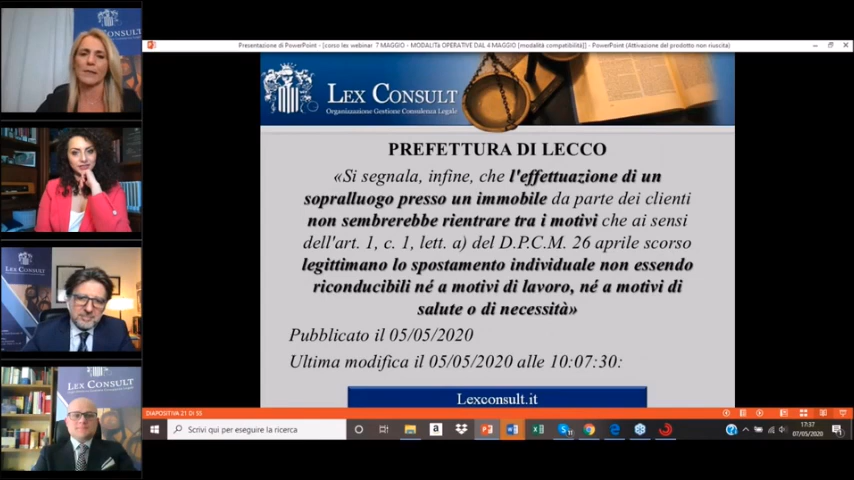 Presentazione di PowerPoint - [corso lex webinar 7 MAGGIO - MODALITà OPERATIVE DAL 4 MAGGIO [modalità compatibilità]] - PowerPoint (Attivazione del prodotto non riuscita)
LEX CONSULT
Organizzazione Gestione Consulenza Legale
PREFETTURA DI LECCO
«Si segnala, infine, che l'effettuazione di un
sopralluogo presso un immobile da parte dei clienti
non sembrerebbe rientrare tra i motivi che ai sensi
dell'art. 1, c. 1, lett. a) del D.P.C.M. 26 aprile scorso
legittimano lo spostamento individuale non essendo
riconducibili né a motivi di lavoro, né a motivi di
salute o di necessità»
Pubblicato il 05/05/2020
Ultima modifica il 05/05/2020 alle 10:07:30:
Lexconsult.it
DIAPOSITIVA 21 DI 55
Scrivi qui per eseguire la ricerca
17:37
07/05/2020
CONSULT
LEX CONSULT
LEX CONSULT